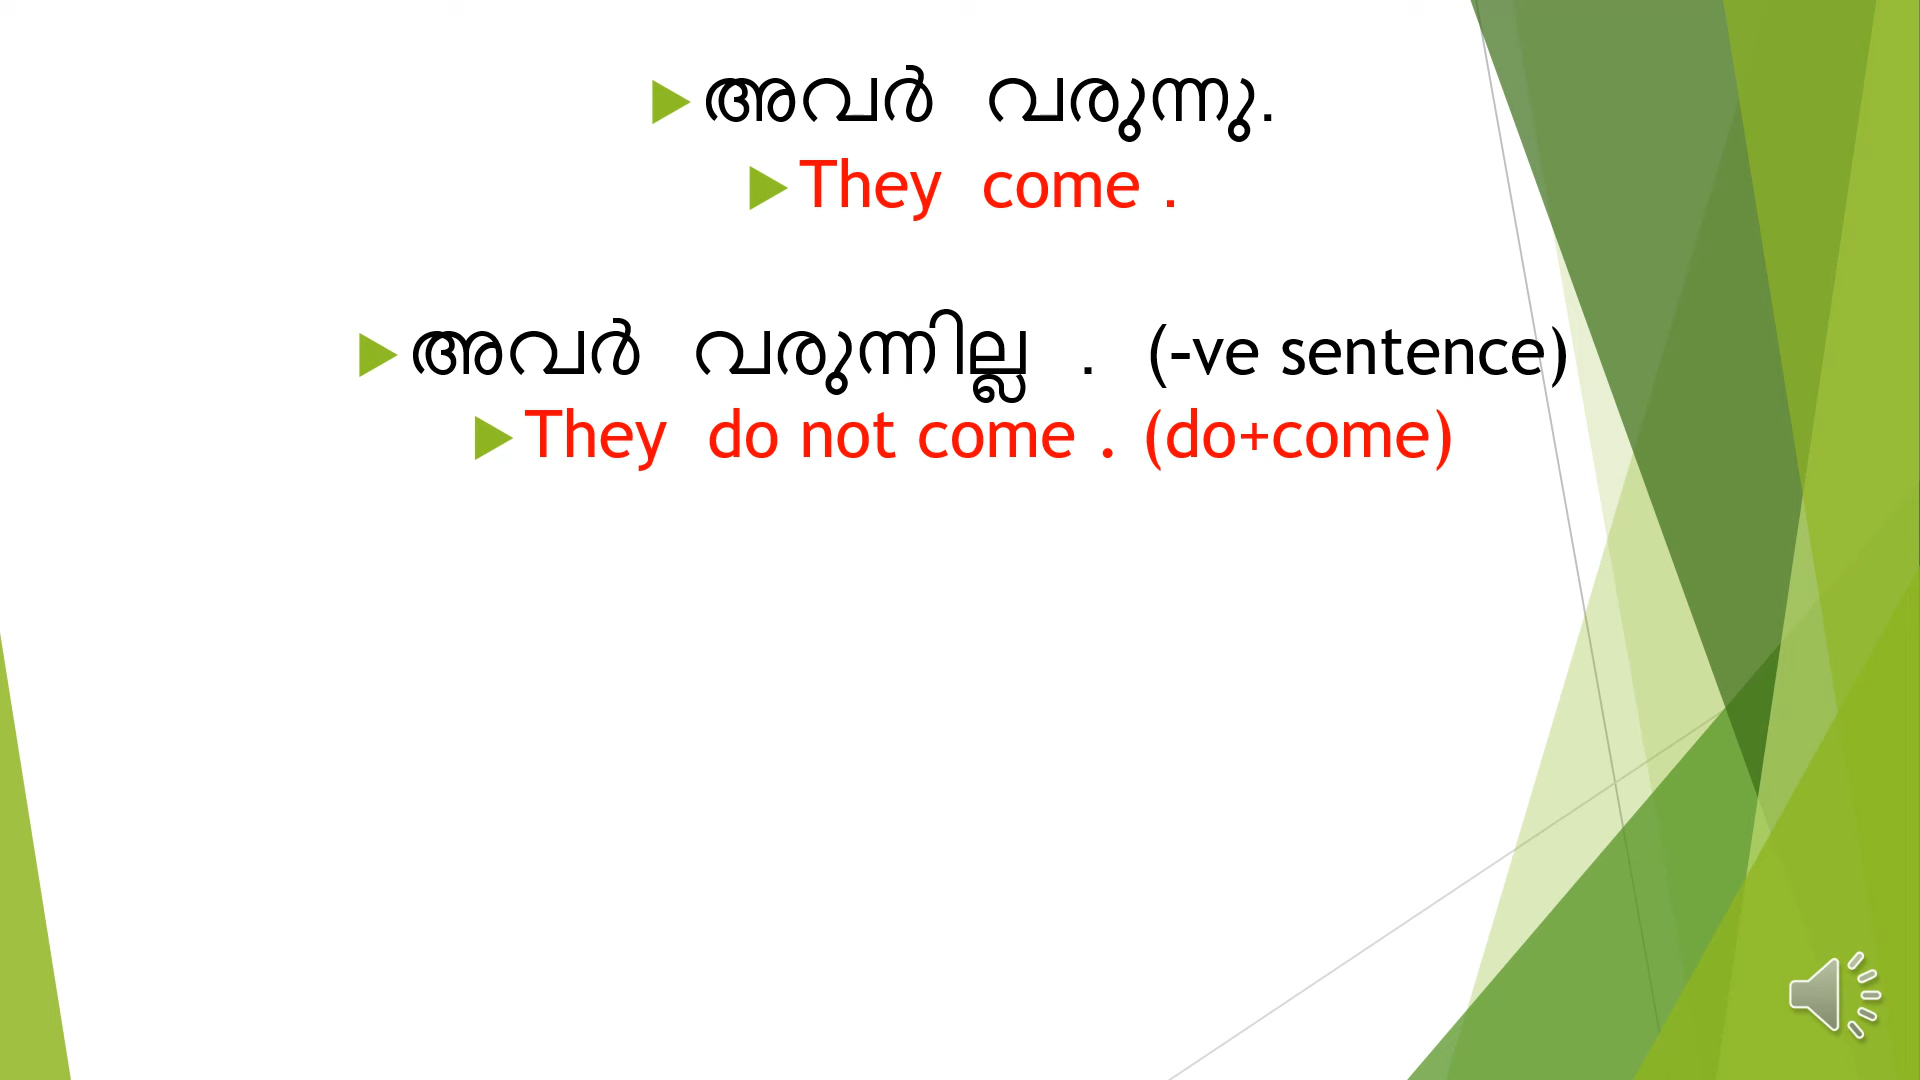 അവർ വരുന്നു.
They come .
അവർ വരുന്നില്ല . (-ve sentence)
They do not come . (do+come)